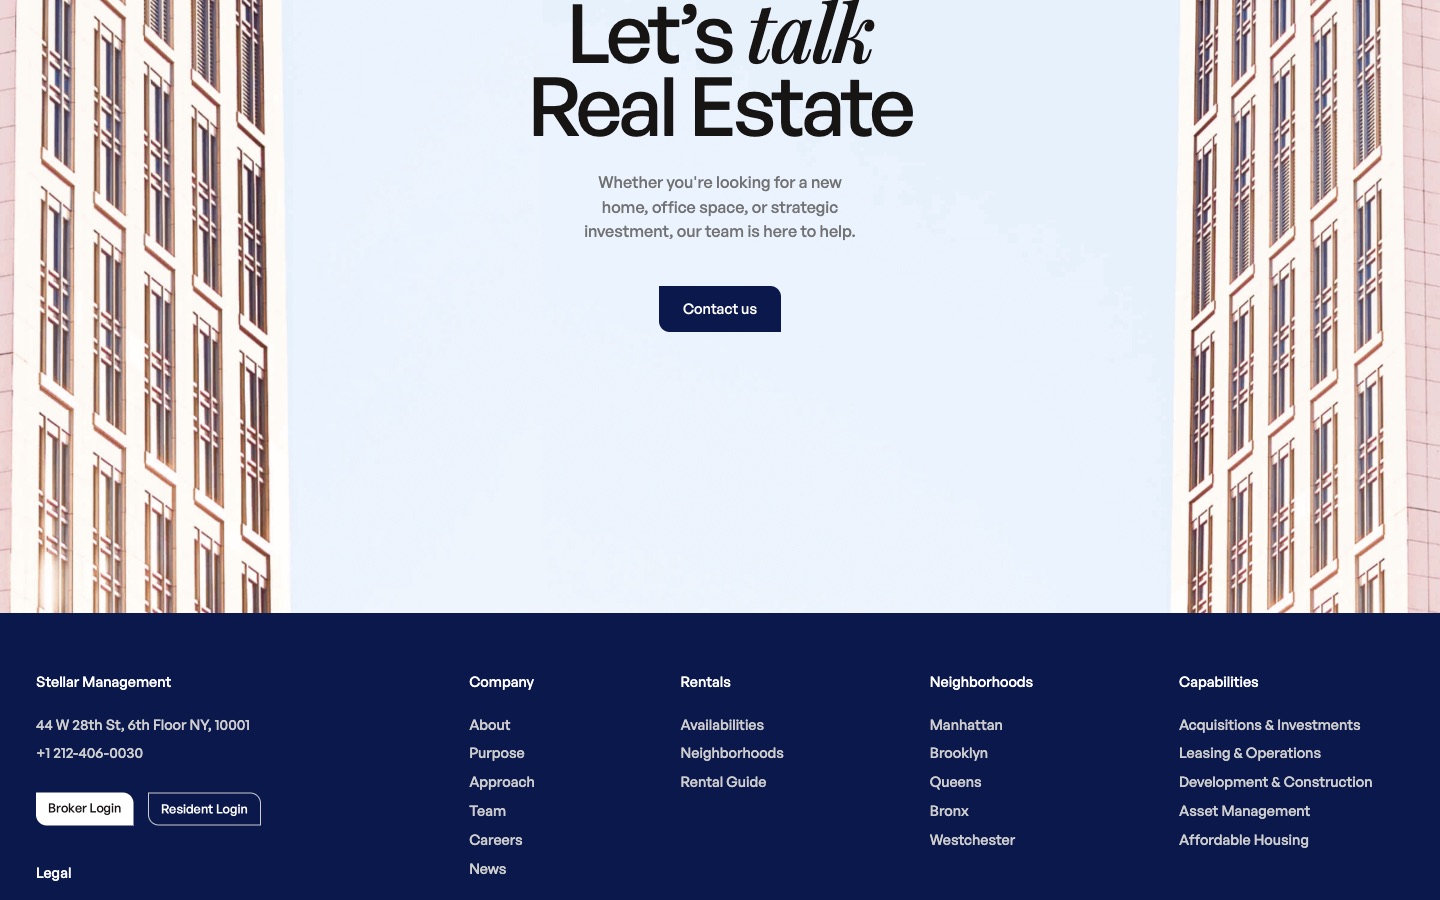 Let’s talk
Real Estate
Whether you're looking for a new
home, office space, or strategic
investment, our team is here to help.
Contact us
Stellar Management
44 W 28th St, 6th Floor NY, 10001
+1 212-406-0030
Broker Login
Resident Login
Legal
Company
About
Purpose
Approach
Team
Careers
News
Rentals
Availabilities
Neighborhoods
Rental Guide
Neighborhoods
Manhattan
Brooklyn
Queens
Bronx
Westchester
Capabilities
Acquisitions & Investments
Leasing & Operations
Development & Construction
Asset Management
Affordable Housing